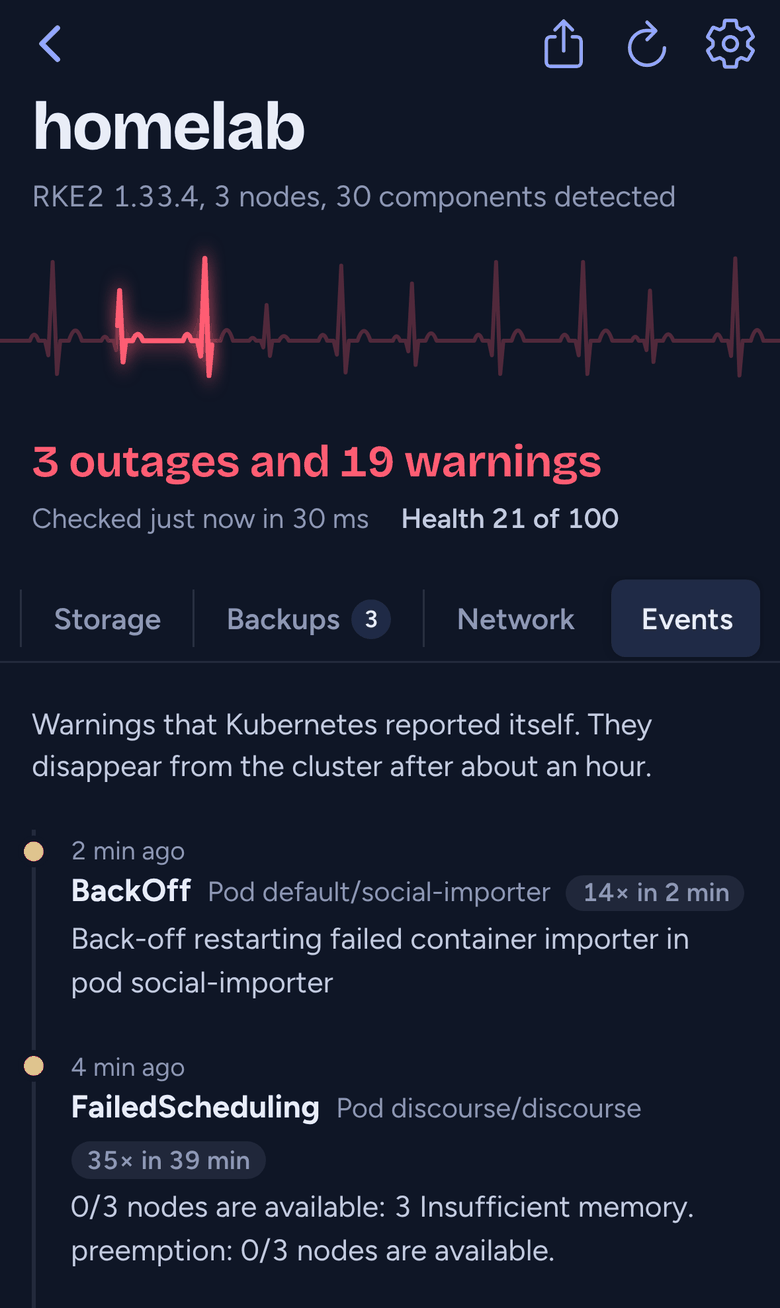 homelab
RKE2 1.33.4, 3 nodes, 30 components detected
3 outages and 19 warnings
Checked just now in 30 ms Health 21 of 100
Storage Backups 3 Network Events
Warnings that Kubernetes reported itself. They
disappear from the cluster after about an hour.
2 min ago
BackOff Pod default/social-importer 14× in 2 min
Back-off restarting failed container importer in
pod social-importer
4 min ago
FailedScheduling Pod discourse/discourse
35× in 39 min
0/3 nodes are available: 3 Insufficient memory.
preemption: 0/3 nodes are available.